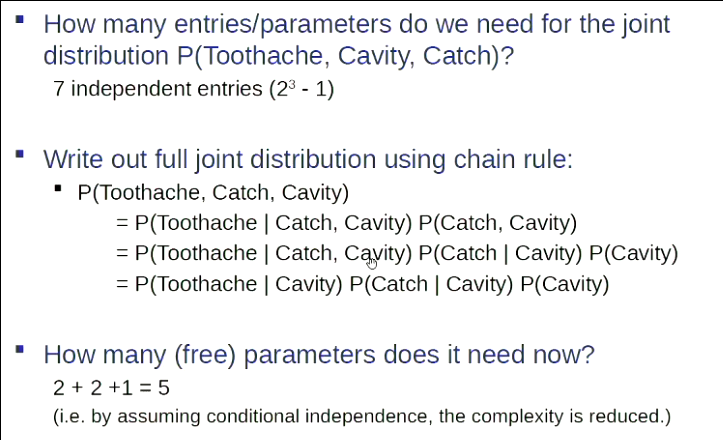 How many entries/parameters do we need for the joint
distribution P(Toothache, Cavity, Catch)?
7 independent entries (2³ - 1)
Write out full joint distribution using chain rule:
P(Toothache, Catch, Cavity)
= P(Toothache | Catch, Cavity) P(Catch, Cavity)
= P(Toothache | Catch, Cavity) P(Catch | Cavity) P(Cavity)
= P(Toothache | Cavity) P(Catch | Cavity) P(Cavity)
How many (free) parameters does it need now?
2 + 2 +1 = 5
(i.e. by assuming conditional independence, the complexity is reduced.)